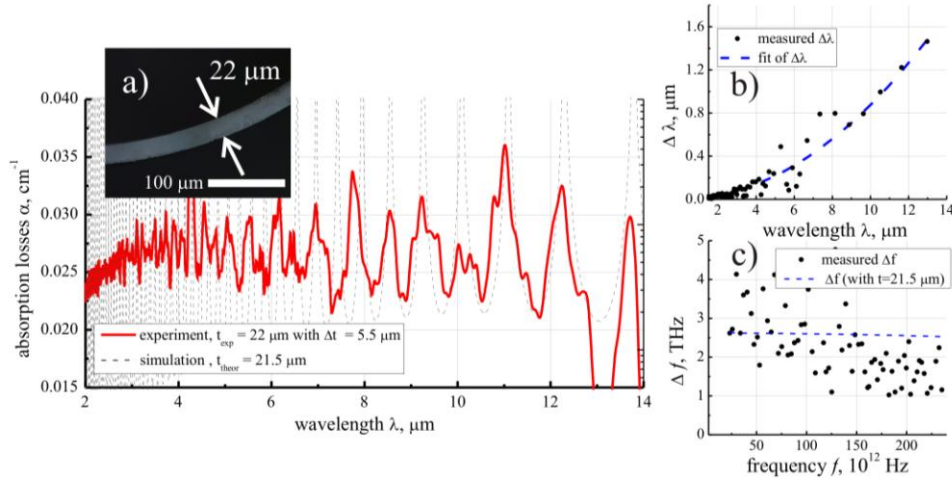 a)
22 µm
100 µm
absorption losses α, cm⁻¹
0.040
0.035
0.030
0.025
0.020
0.015
experiment, t_exp = 22 µm with Δt = 5.5 µm
simulation , t_theor = 21.5 µm
2 4 6 8 10 12 14
wavelength λ, µm
b)
measured Δλ
fit of Δλ
Δ λ, µm
1.6
1.2
0.8
0.4
0.0
2 4 6 8 10 12 14
wavelength λ, µm
c)
measured Δf
Δf (with t=21.5 µm)
Δ f, THz
5
4
3
2
1
0
50 100 150 200
frequency f, 10¹² Hz